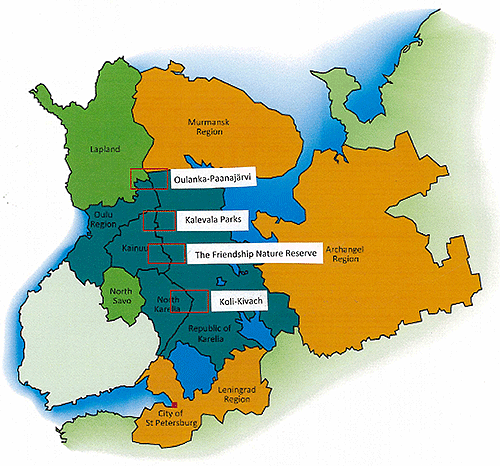 Murmansk
Region
Lapland
Oulanka-Paanajärvi
Oulu
Region
Kalevala Parks
Kainuu
The Friendship Nature Reserve
Archangel
Region
North
Savo
North
Karelia
Koli-Kivach
Republic of
Karelia
Leningrad
Region
City of
St Petersburg